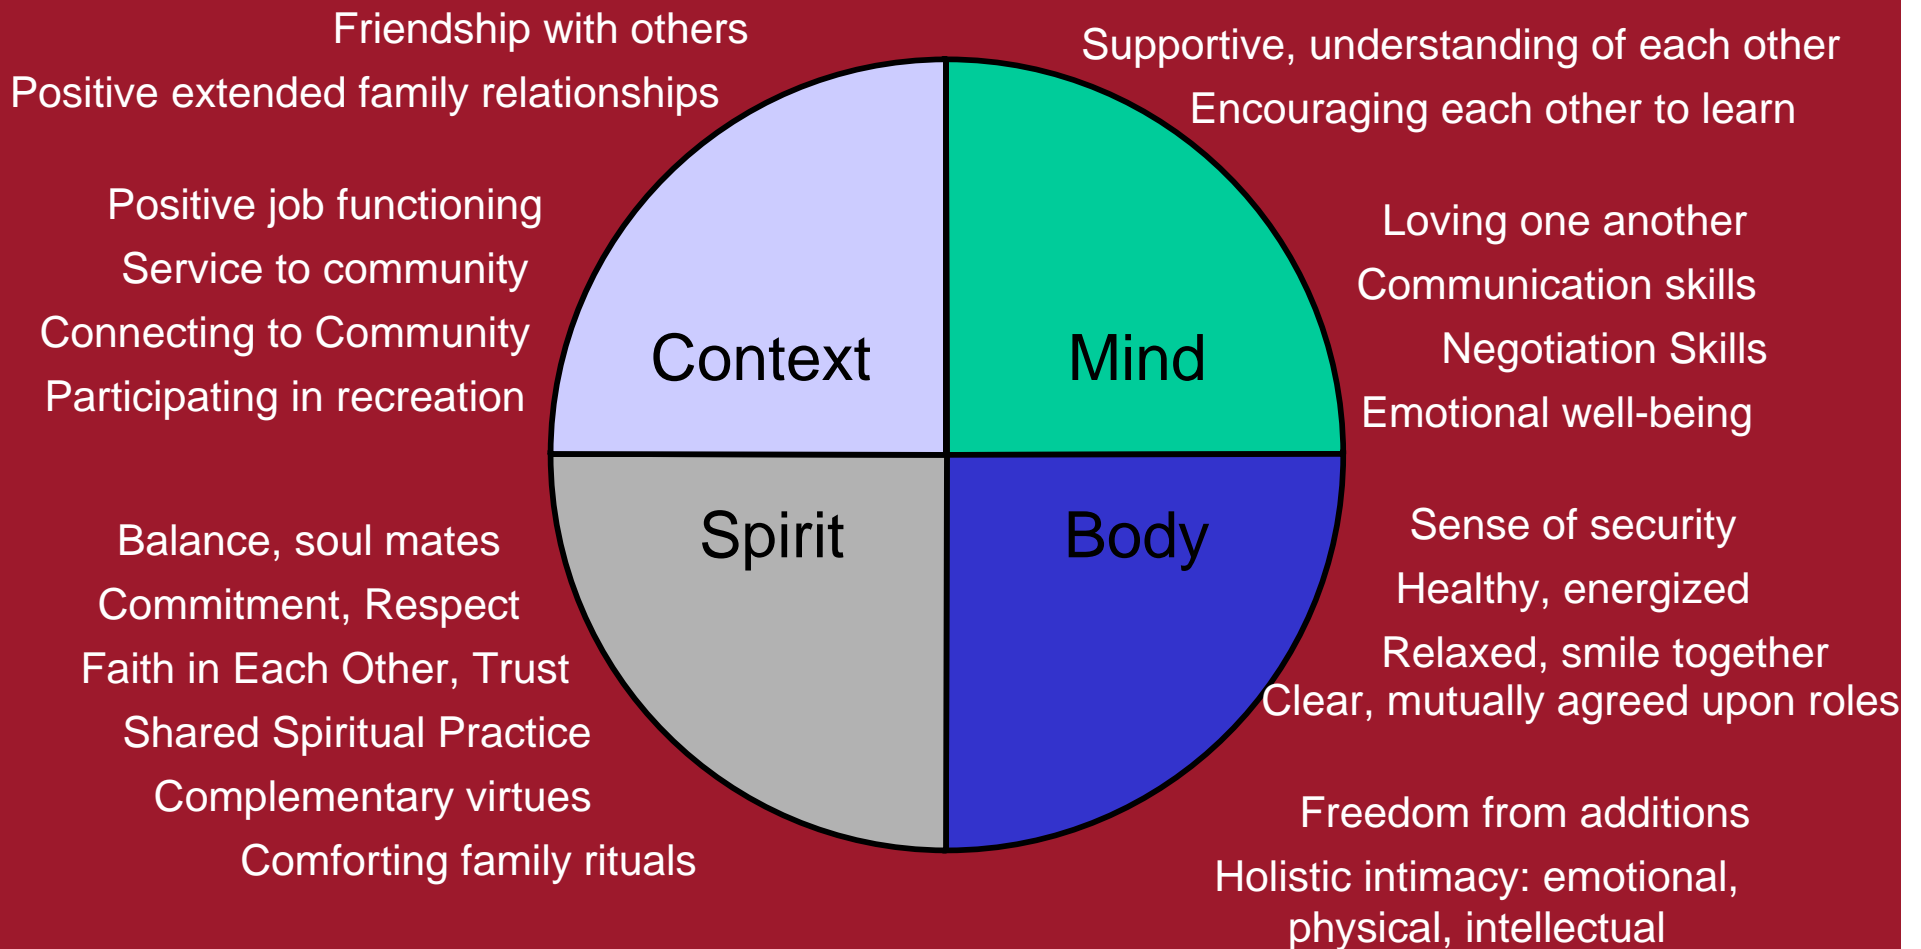 Friendship with others
Positive extended family relationships
Positive job functioning
Service to community
Connecting to Community
Participating in recreation
Context
Supportive, understanding of each other
Encouraging each other to learn
Loving one another
Communication skills
Negotiation Skills
Emotional well-being
Mind
Spirit
Balance, soul mates
Commitment, Respect
Faith in Each Other, Trust
Shared Spiritual Practice
Complementary virtues
Comforting family rituals
Body
Sense of security
Healthy, energized
Relaxed, smile together
Clear, mutually agreed upon roles
Freedom from additions
Holistic intimacy: emotional,
physical, intellectual